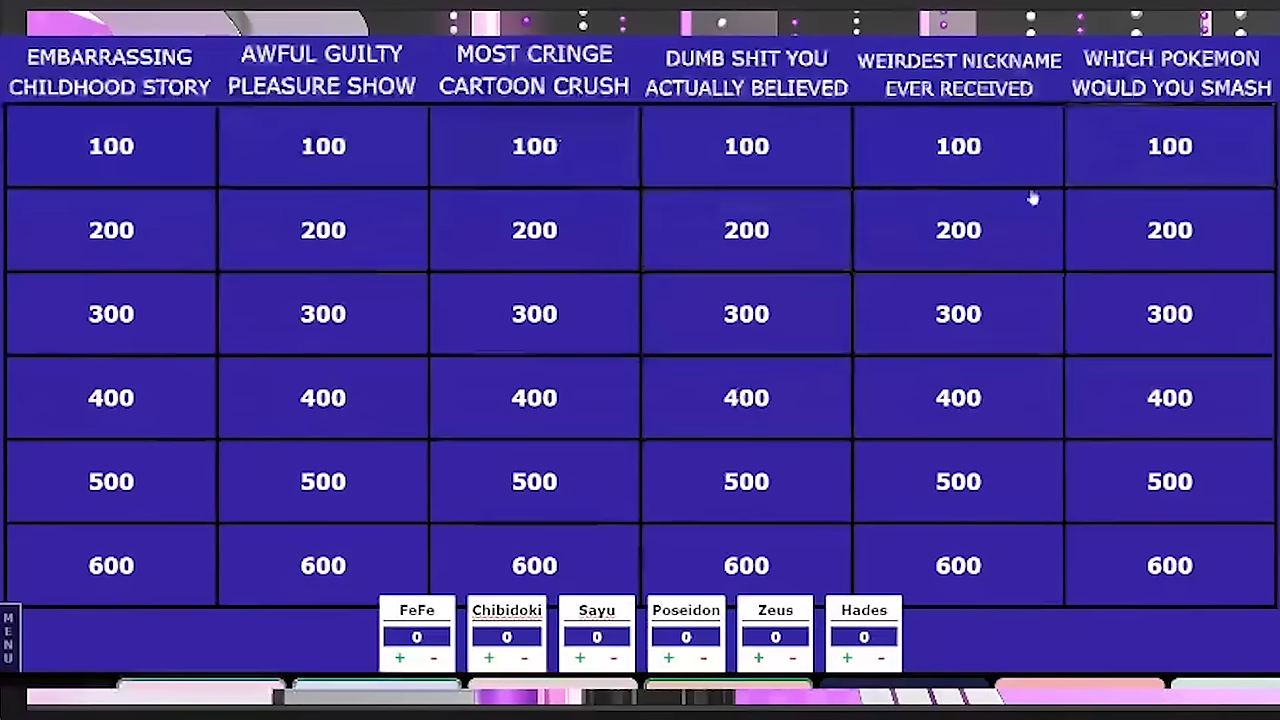 EMBARRASSING CHILDHOOD STORY
AWFUL GUILTY PLEASURE SHOW
MOST CRINGE CARTOON CRUSH
DUMB SHIT YOU ACTUALLY BELIEVED
WEIRDEST NICKNAME EVER RECEIVED
WHICH POKEMON WOULD YOU SMASH
100 100 100 100 100 100
200 200 200 200 200 200
300 300 300 300 300 300
400 400 400 400 400 400
500 500 500 500 500 500
600 600 600 600 600 600
MENU
FeFe Chibidoki Sayu Poseidon Zeus Hades
0 0 0 0 0 0
+ - + - + - + - + - + -